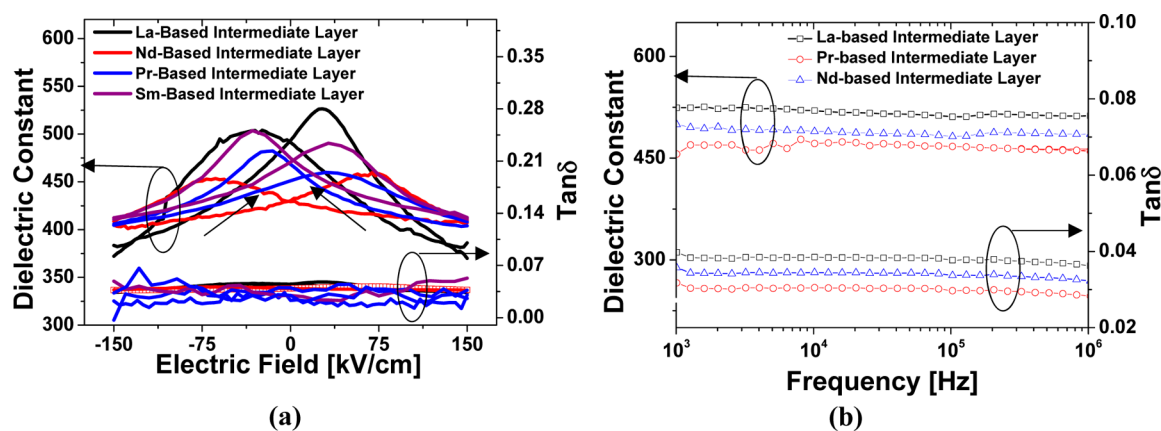 La-Based Intermediate Layer
Nd-Based Intermediate Layer
Pr-Based Intermediate Layer
Sm-Based Intermediate Layer
600
550
500
450
400
350
300
Dielectric Constant
0.35
0.28
0.21
0.14
0.07
0.00
Tanδ
-150
-75
0
75
150
Electric Field [kV/cm]
(a)
La-based Intermediate Layer
Pr-based Intermediate Layer
Nd-based Intermediate Layer
600
450
300
Dielectric Constant
0.10
0.08
0.06
0.04
0.02
Tanδ
10³
10⁴
10⁵
10⁶
Frequency [Hz]
(b)